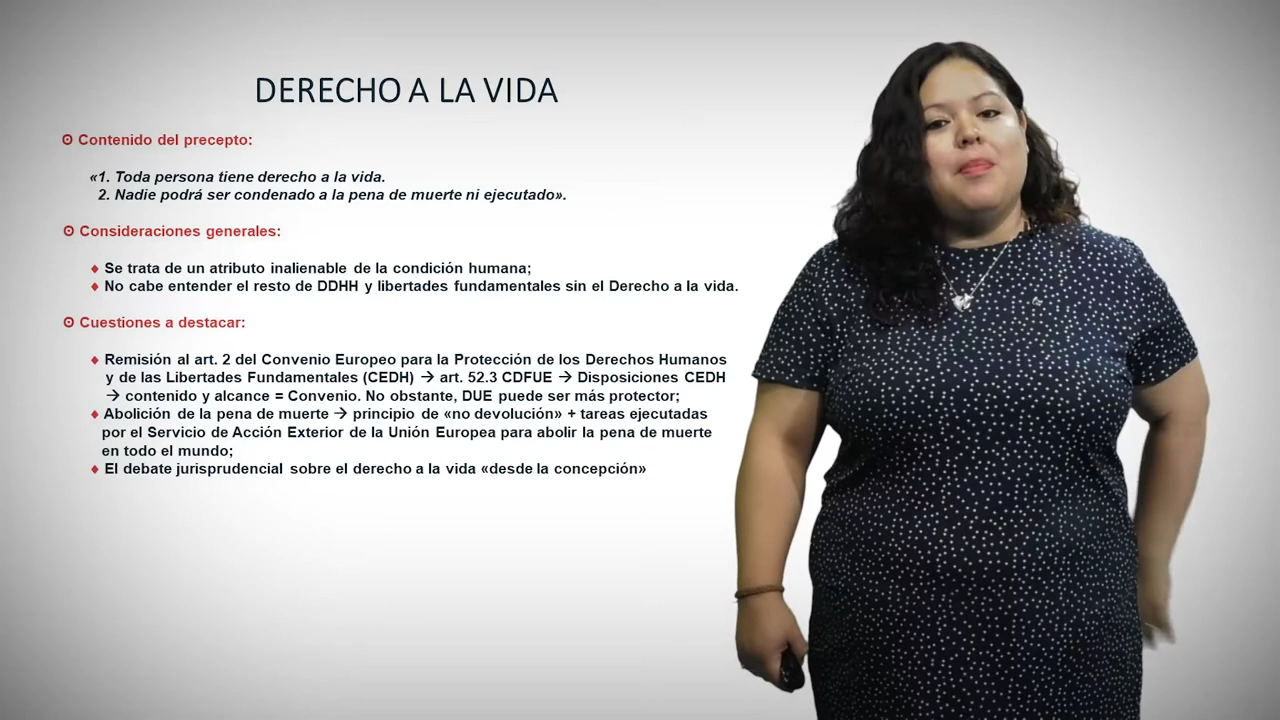 DERECHO A LA VIDA
ʘ Contenido del precepto:
«1. Toda persona tiene derecho a la vida.
2. Nadie podrá ser condenado a la pena de muerte ni ejecutado».
ʘ Consideraciones generales:
♦ Se trata de un atributo inalienable de la condición humana;
♦ No cabe entender el resto de DDHH y libertades fundamentales sin el Derecho a la vida.
ʘ Cuestiones a destacar:
♦ Remisión al art. 2 del Convenio Europeo para la Protección de los Derechos Humanos
y de las Libertades Fundamentales (CEDH) → art. 52.3 CDFUE → Disposiciones CEDH
→ contenido y alcance = Convenio. No obstante, DUE puede ser más protector;
♦ Abolición de la pena de muerte → principio de «no devolución» + tareas ejecutadas
por el Servicio de Acción Exterior de la Unión Europea para abolir la pena de muerte
en todo el mundo;
♦ El debate jurisprudencial sobre el derecho a la vida «desde la concepción»